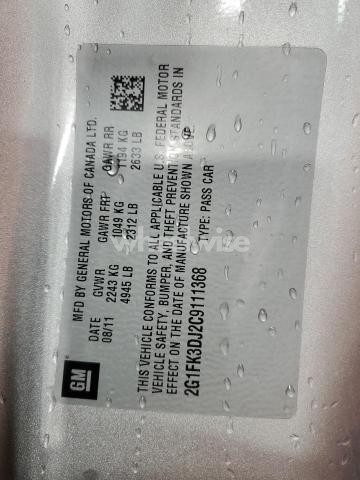 MFD BY GENERAL MOTORS OF CANADA LTD.
DATE GVWR GAWR FRT GAWR RR
08/11 2243 KG 1049 KG 1194 KG
4945 LB 2312 LB 2633 LB
THIS VEHICLE CONFORMS TO ALL APPLICABLE U.S. FEDERAL MOTOR
VEHICLE SAFETY, BUMPER, AND THEFT PREVENTION STANDARDS IN
EFFECT ON THE DATE OF MANUFACTURE SHOWN ABOVE
2G1FK3DJ2C9111368 TYPE: PASS CAR
GM